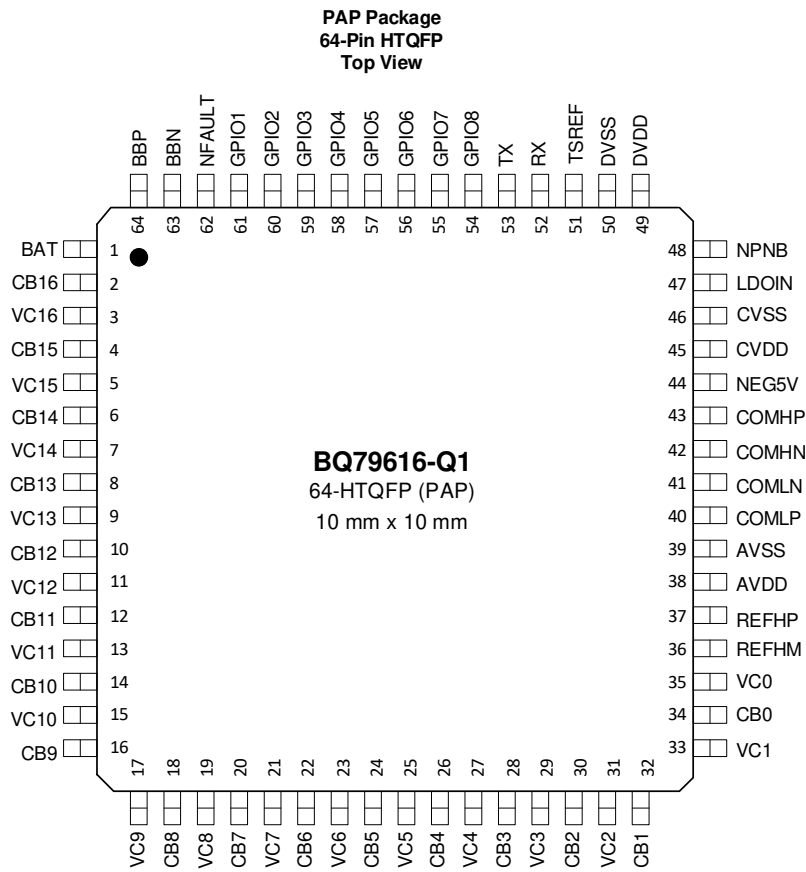 PAP Package
64-Pin HTQFP
Top View
BBP
BBN
NFAULT
GPIO1
GPIO2
GPIO3
GPIO4
GPIO5
GPIO6
GPIO7
GPIO8
TX
RX
TSREF
DVSS
DVDD
64
63
62
61
60
59
58
57
56
55
54
53
52
51
50
49
BAT 1
CB16 2
VC16 3
CB15 4
VC15 5
CB14 6
VC14 7
CB13 8
VC13 9
CB12 10
VC12 11
CB11 12
VC11 13
CB10 14
VC10 15
CB9 16
BQ79616-Q1
64-HTQFP (PAP)
10 mm x 10 mm
48 NPNB
47 LDOIN
46 CVSS
45 CVDD
44 NEG5V
43 COMHP
42 COMHN
41 COMLN
40 COMLP
39 AVSS
38 AVDD
37 REFHP
36 REFHM
35 VC0
34 CB0
33 VC1
17
18
19
20
21
22
23
24
25
26
27
28
29
30
31
32
VC9
CB8
VC8
CB7
VC7
CB6
VC6
CB5
VC5
CB4
VC4
CB3
VC3
CB2
VC2
CB1